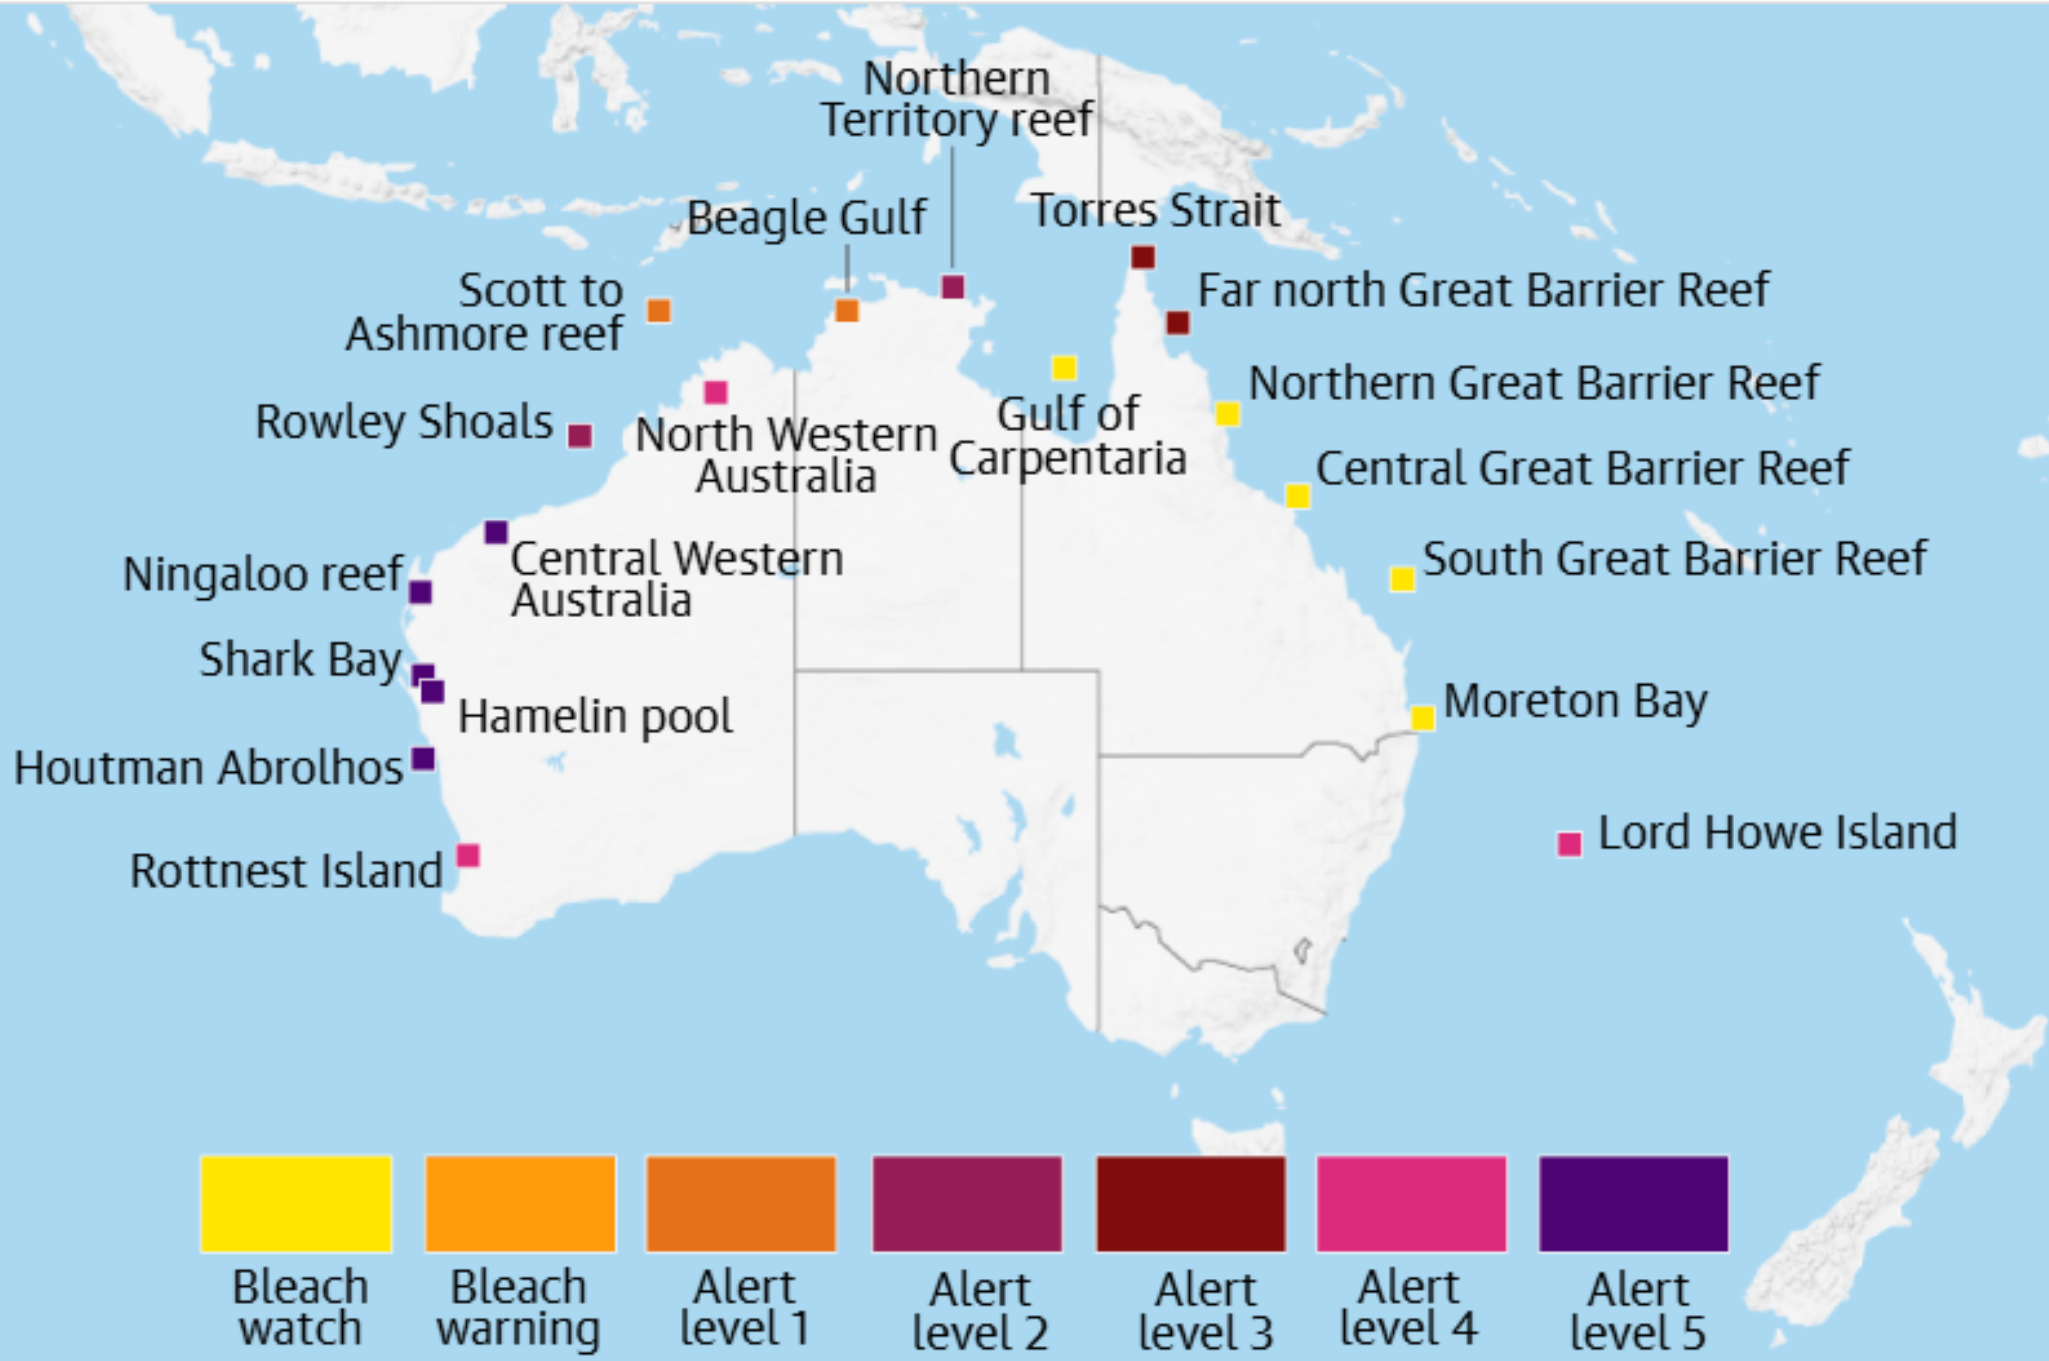 Northern
Territory reef
Beagle Gulf
Torres Strait
Scott to
Ashmore reef
Far north Great Barrier Reef
Rowley Shoals
North Western
Australia
Gulf of
Carpentaria
Northern Great Barrier Reef
Central Great Barrier Reef
Ningaloo reef
Central Western
Australia
South Great Barrier Reef
Shark Bay
Hamelin pool
Moreton Bay
Houtman Abrolhos
Lord Howe Island
Rottnest Island
Bleach
watch
Bleach
warning
Alert
level 1
Alert
level 2
Alert
level 3
Alert
level 4
Alert
level 5